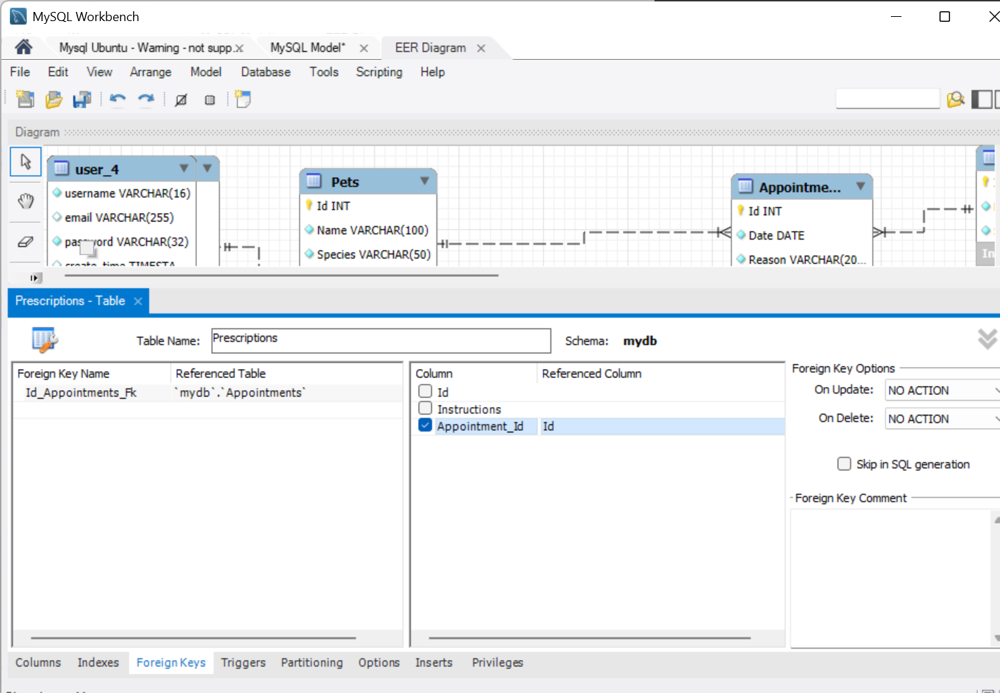 MySQL Workbench
Mysql Ubuntu - Warning - not supp.
MySQL Model*
EER Diagram
File Edit View Arrange Model Database Tools Scripting Help
Diagram
user_4
username VARCHAR(16)
email VARCHAR(255)
password VARCHAR(32)
create_time TIMESTA
Pets
Id INT
Name VARCHAR(100)
Species VARCHAR(50)
Appointme...
Id INT
Date DATE
Reason VARCHAR(20...
In
Prescriptions - Table
Table Name: Prescriptions Schema: mydb
Foreign Key Name Referenced Table
Id_Appointments_Fk `mydb`.`Appointments`
Column Referenced Column
Id
Instructions
Appointment_Id Id
Foreign Key Options
On Update: NO ACTION
On Delete: NO ACTION
Skip in SQL generation
Foreign Key Comment
Columns Indexes Foreign Keys Triggers Partitioning Options Inserts Privileges